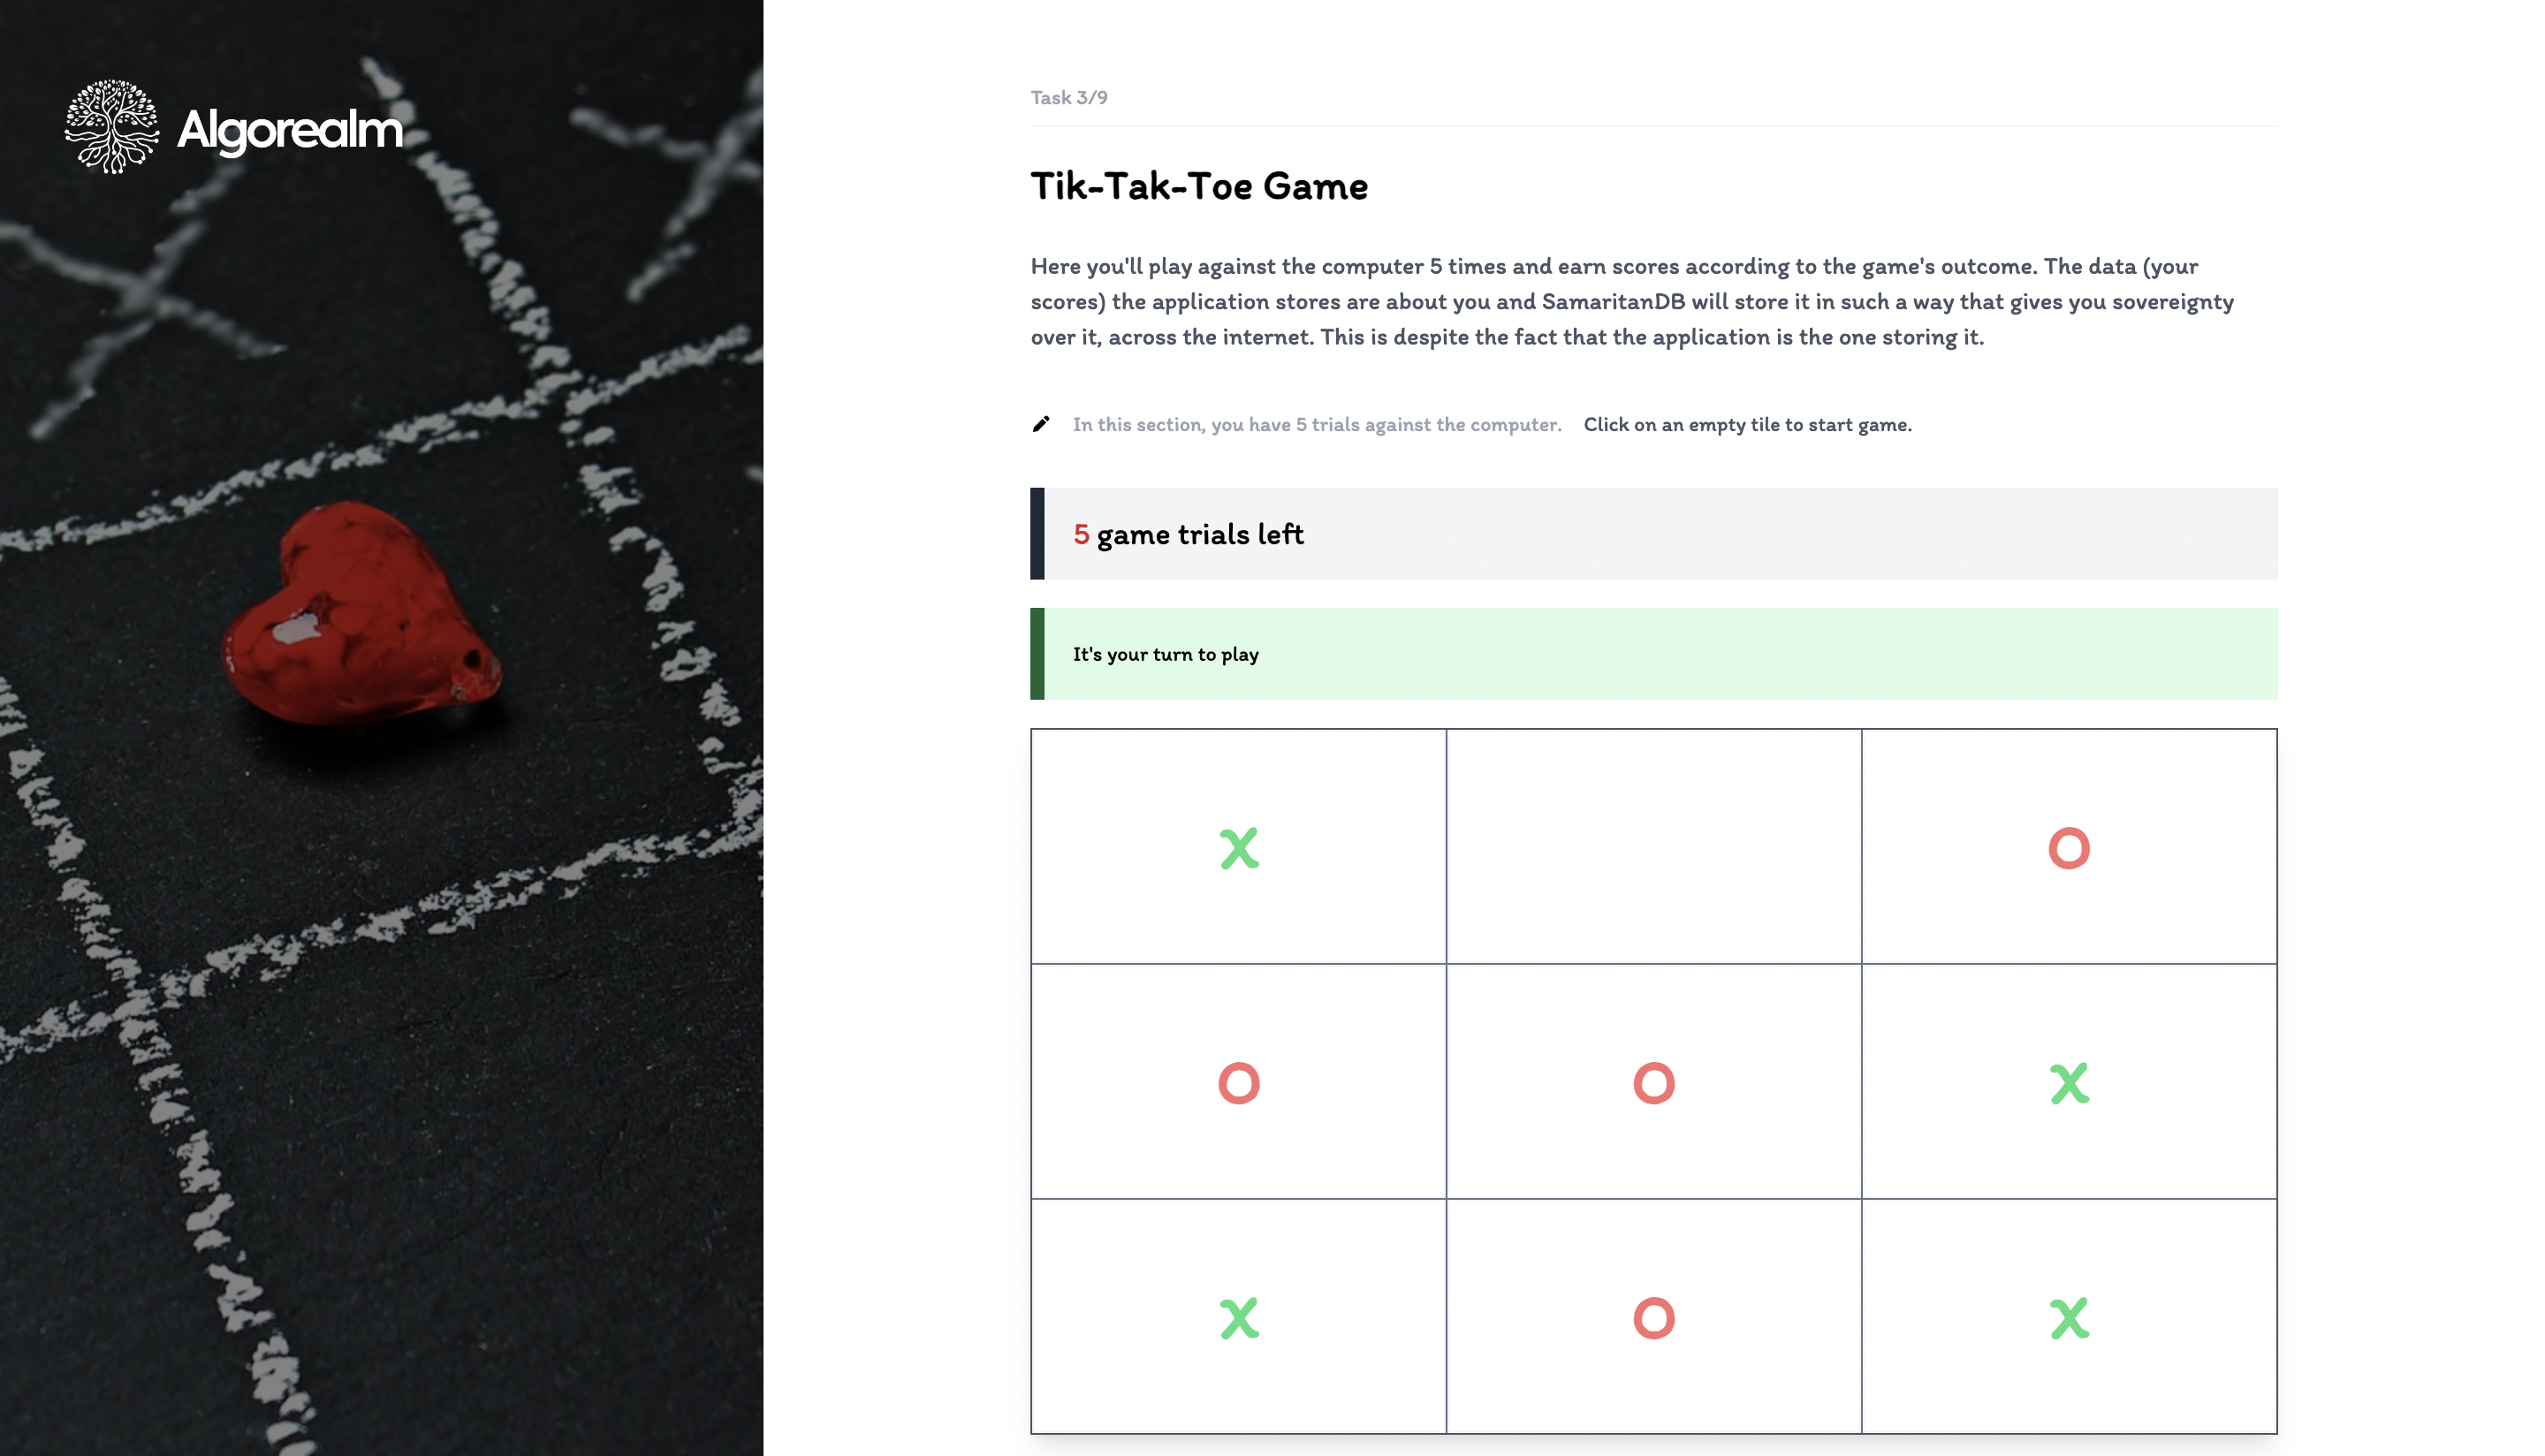 Algorealm
Task 3/9
Tik-Tak-Toe Game
Here you'll play against the computer 5 times and earn scores according to the game's outcome. The data (your
scores) the application stores are about you and SamaritanDB will store it in such a way that gives you sovereignty
over it, across the internet. This is despite the fact that the application is the one storing it.
In this section, you have 5 trials against the computer. Click on an empty tile to start game.
5 game trials left
It's your turn to play
X O
O O X
X O X